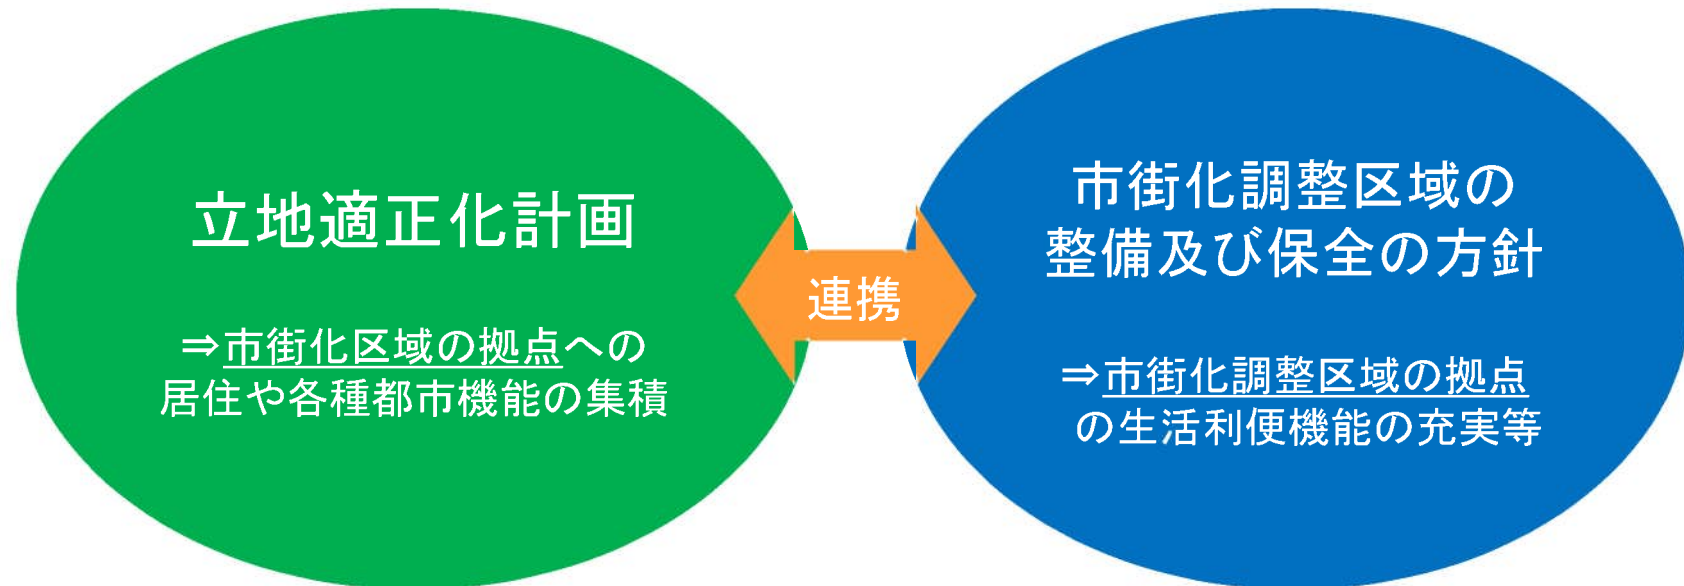 立地適正化計画
⇒市街化区域の拠点への
居住や各種都市機能の集積
連携
市街化調整区域の
整備及び保全の方針
⇒市街化調整区域の拠点
の生活利便機能の充実等